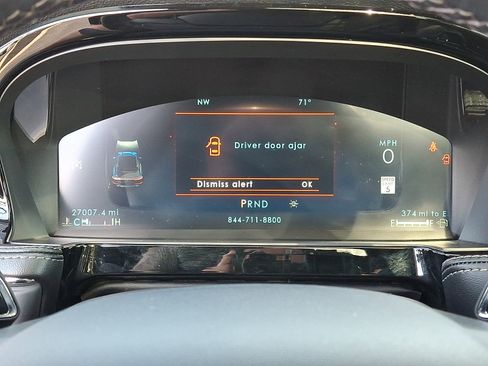 NW 71°
Driver door ajar
MPH
0
Dismiss alert OK
SPEED
LIMIT
5
PRND
27007.4 mi
844-711-8800
374 mi to E
C H
E F